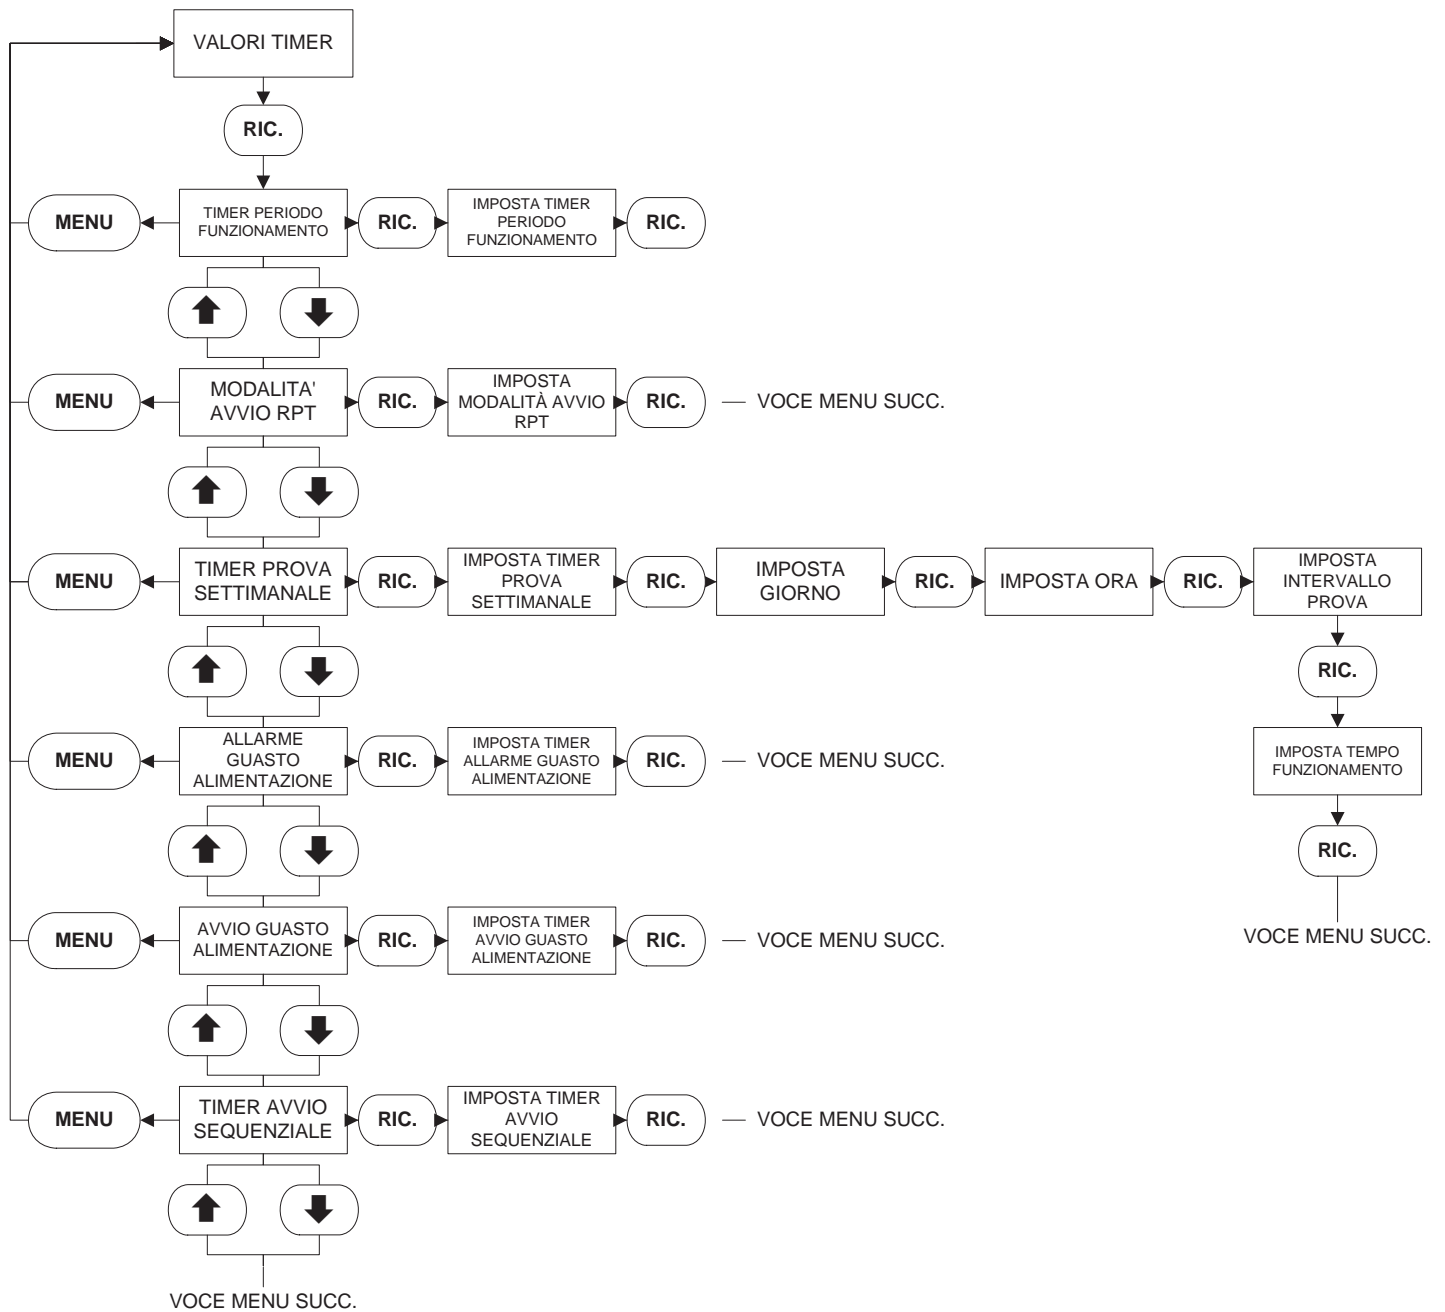 VALORI TIMER
RIC.
MENU
TIMER PERIODO
FUNZIONAMENTO
RIC.
IMPOSTA TIMER
PERIODO
FUNZIONAMENTO
RIC.
MENU
MODALITA'
AVVIO RPT
RIC.
IMPOSTA
MODALITÀ AVVIO
RPT
RIC.
VOCE MENU SUCC.
MENU
TIMER PROVA
SETTIMANALE
RIC.
IMPOSTA TIMER
PROVA
SETTIMANALE
RIC.
IMPOSTA
GIORNO
RIC.
IMPOSTA ORA
RIC.
IMPOSTA
INTERVALLO
PROVA
RIC.
IMPOSTA TEMPO
FUNZIONAMENTO
RIC.
VOCE MENU SUCC.
MENU
ALLARME
GUASTO
ALIMENTAZIONE
RIC.
IMPOSTA TIMER
ALLARME GUASTO
ALIMENTAZIONE
RIC.
VOCE MENU SUCC.
MENU
AVVIO GUASTO
ALIMENTAZIONE
RIC.
IMPOSTA TIMER
AVVIO GUASTO
ALIMENTAZIONE
RIC.
VOCE MENU SUCC.
MENU
TIMER AVVIO
SEQUENZIALE
RIC.
IMPOSTA TIMER
AVVIO
SEQUENZIALE
RIC.
VOCE MENU SUCC.
VOCE MENU SUCC.